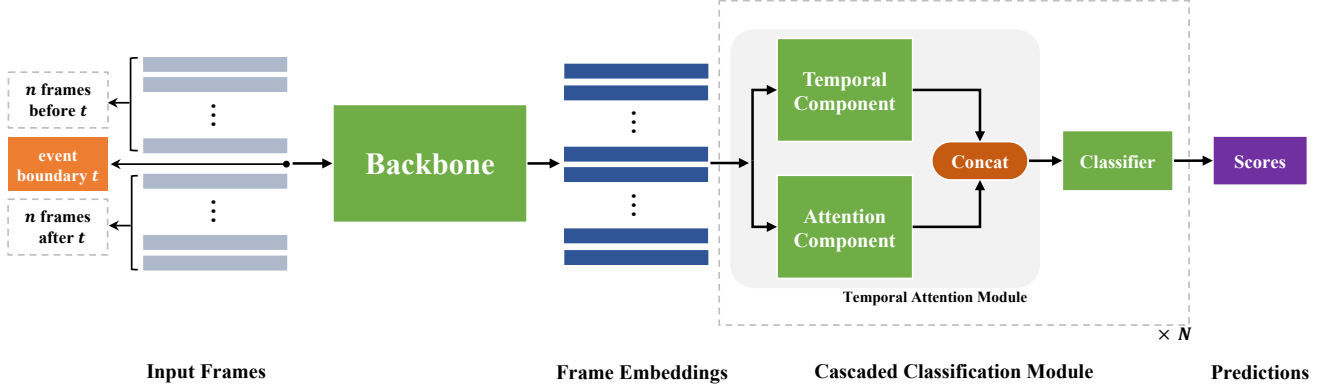 n frames
before t
⋮
event
boundary t
⋮
n frames
after t
Backbone
⋮
⋮
Temporal
Component
Attention
Component
Concat
Classifier
Scores
Temporal Attention Module
× N
Input Frames
Frame Embeddings
Cascaded Classification Module
Predictions